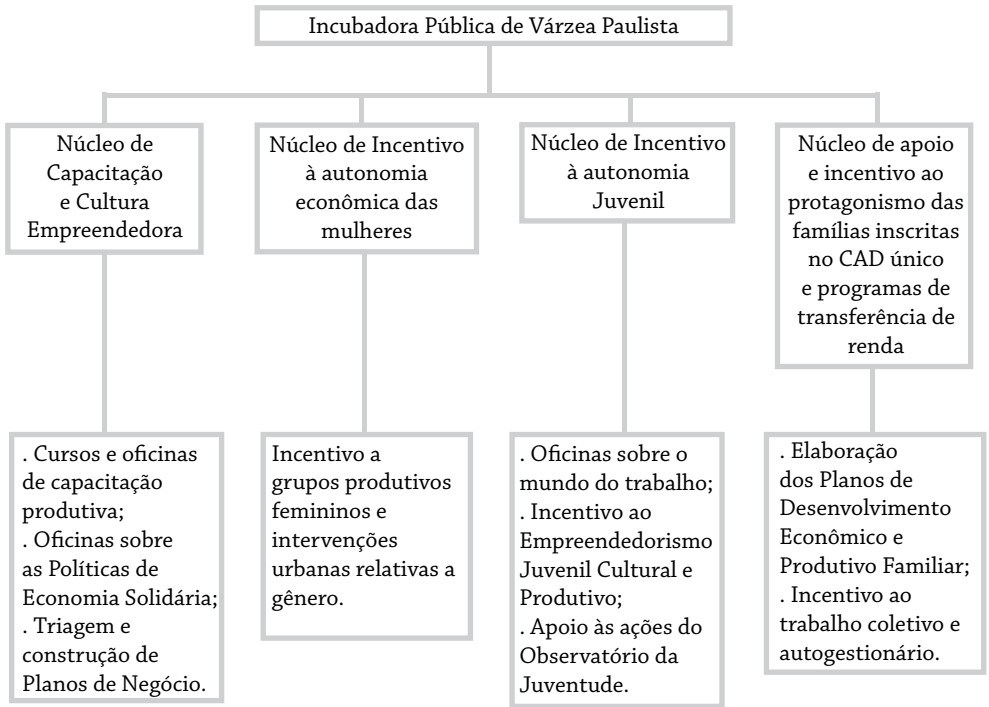 Incubadora Pública de Várzea Paulista
Núcleo de
Capacitação
e Cultura
Empreendedora
Núcleo de Incentivo
à autonomia
econômica das
mulheres
Núcleo de Incentivo
à autonomia
Juvenil
Núcleo de apoio
e incentivo ao
protagonismo das
famílias inscritas
no CAD único
e programas de
transferência de
renda
. Cursos e oficinas
de capacitação
produtiva;
. Oficinas sobre
as Políticas de
Economia Solidária;
. Triagem e
construção de
Planos de Negócio.
Incentivo a
grupos produtivos
femininos e
intervenções
urbanas relativas a
gênero.
. Oficinas sobre o
mundo do trabalho;
. Incentivo ao
Empreendedorismo
Juvenil Cultural e
Produtivo;
. Apoio às ações do
Observatório da
Juventude.
. Elaboração
dos Planos de
Desenvolvimento
Econômico e
Produtivo Familiar;
. Incentivo ao
trabalho coletivo e
autogestionário.